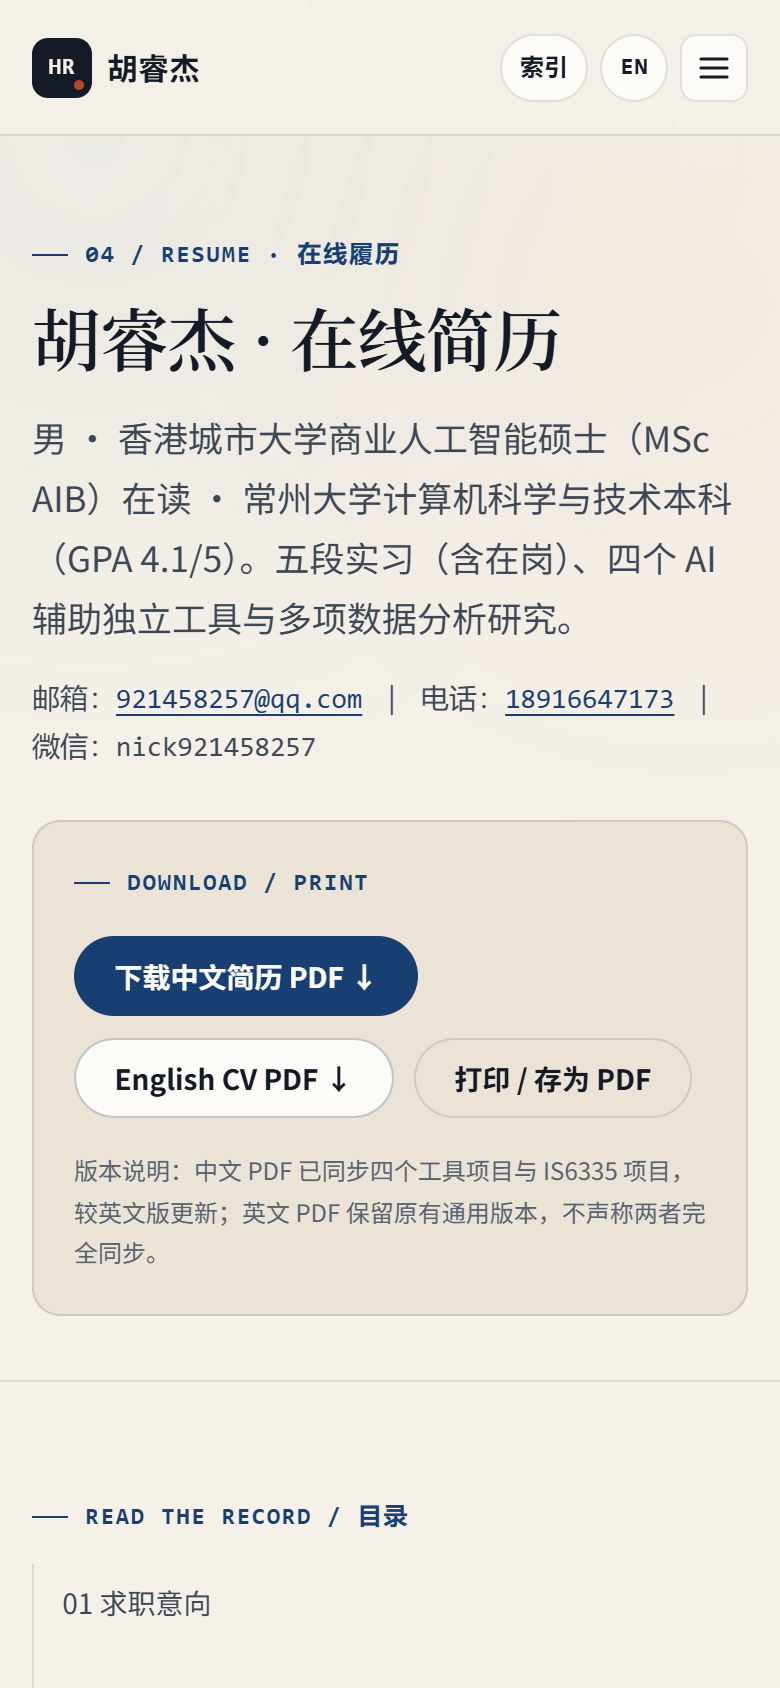 HR 胡睿杰 索引 EN
04 / RESUME · 在线履历
胡睿杰 · 在线简历
男 · 香港城市大学商业人工智能硕士（MSc
AIB）在读 · 常州大学计算机科学与技术本科
（GPA 4.1/5）。五段实习（含在岗）、四个 AI
辅助独立工具与多项数据分析研究。
邮箱：921458257@qq.com ｜ 电话：18916647173 ｜
微信：nick921458257
DOWNLOAD / PRINT
下载中文简历 PDF ↓
English CV PDF ↓ 打印 / 存为 PDF
版本说明：中文 PDF 已同步四个工具项目与 IS6335 项目，
较英文版更新；英文 PDF 保留原有通用版本，不声称两者完
全同步。
READ THE RECORD / 目录
01 求职意向